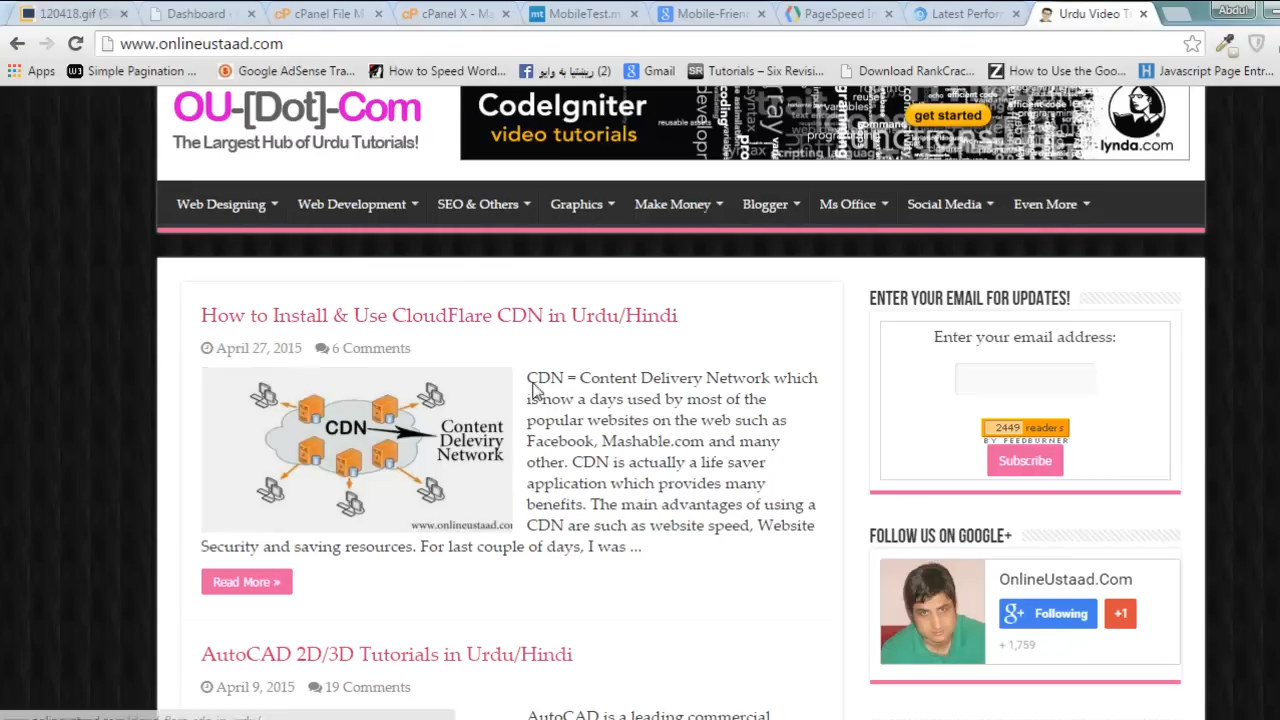 120418.gif (5
Dashboard
cPanel File M
cPanel X - Ma
MobileTest.m
Mobile-Frien
PageSpeed In
Latest Perfor
Urdu Video T
Abdul
www.onlineustaad.com
Apps
Simple Pagination ...
Google AdSense Tra...
How to Speed Word...
(2)
Gmail
Tutorials – Six Revisi...
Download RankCrac...
How to Use the Goo...
Javascript Page Entr...
OU-[Dot]-Com
The Largest Hub of Urdu Tutorials!
CodeIgniter
video tutorials
get started
lynda.com
Web Designing
Web Development
SEO & Others
Graphics
Make Money
Blogger
Ms Office
Social Media
Even More
How to Install & Use CloudFlare CDN in Urdu/Hindi
April 27, 2015
6 Comments
CDN
Content
Deleviry
Network
www.onlineustaad.co
CDN = Content Delivery Network which
is now a days used by most of the
popular websites on the web such as
Facebook, Mashable.com and many
other. CDN is actually a life saver
application which provides many
benefits. The main advantages of using a
CDN are such as website speed, Website
Security and saving resources. For last couple of days, I was ...
Read More »
AutoCAD 2D/3D Tutorials in Urdu/Hindi
April 9, 2015
19 Comments
AutoCAD is a leading commercial
ENTER YOUR EMAIL FOR UPDATES!
Enter your email address:
2449 readers
BY FEEDBURNER
Subscribe
FOLLOW US ON GOOGLE+
OnlineUstaad.Com
Following
+1
+ 1,759